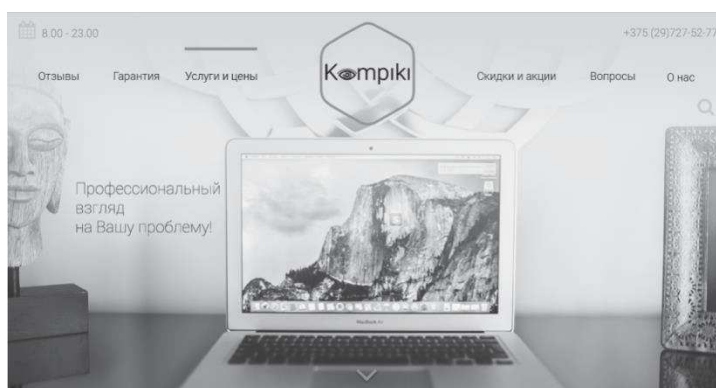 8.00 - 23.00
+375 (29)727-52-77
Отзывы Гарантия Услуги и цены Kompiki Скидки и акции Вопросы О нас
Профессиональный
взгляд
на Вашу проблему!
MacBook Air